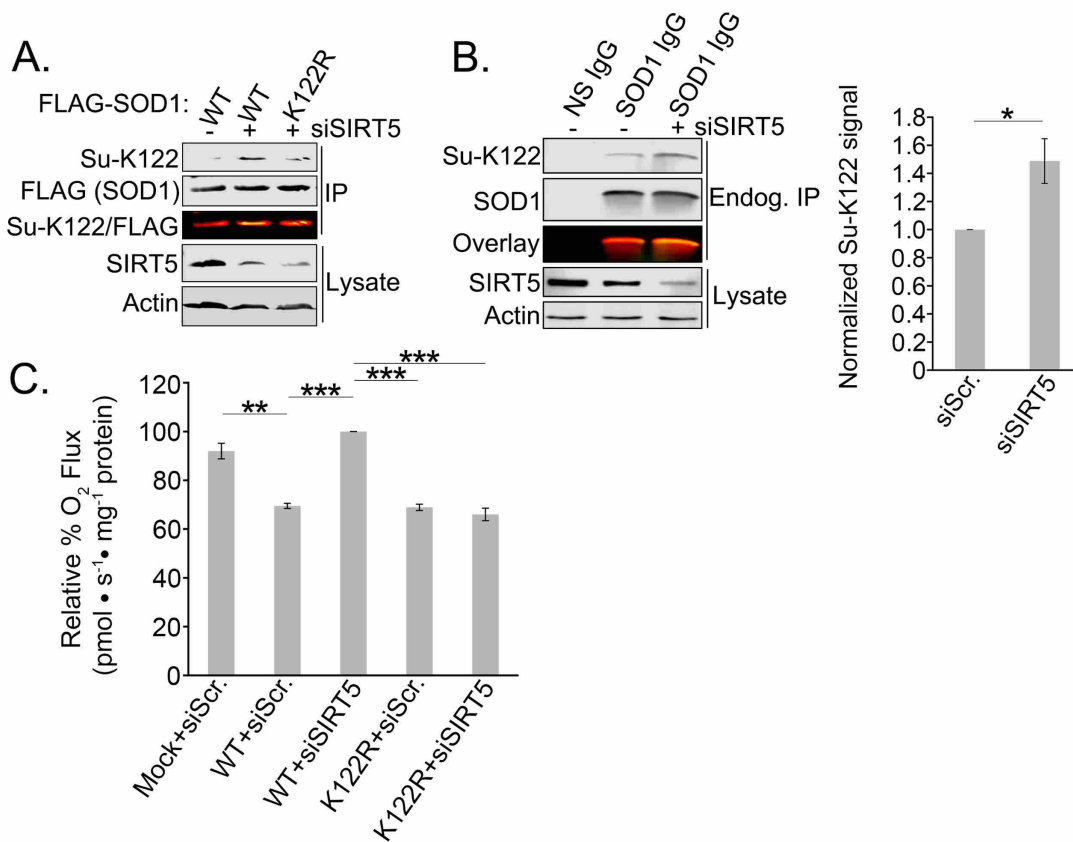 A.
FLAG-SOD1: WT WT K122R
- + + siSIRT5
Su-K122
FLAG (SOD1)
Su-K122/FLAG
IP
SIRT5
Actin
Lysate
B.
NS IgG SOD1 IgG SOD1 IgG
- - + siSIRT5
Su-K122
SOD1
Overlay
Endog. IP
SIRT5
Actin
Lysate
Normalized Su-K122 signal
*
1.8
1.6
1.4
1.2
1.0
0.8
0.6
0.4
0.2
0
siScr.
siSIRT5
C.
Relative % O2 Flux
(pmol • s-1• mg-1 protein)
***
** *** ***
120
100
80
60
40
20
0
Mock+siScr.
WT+siScr.
WT+siSIRT5
K122R+siScr.
K122R+siSIRT5